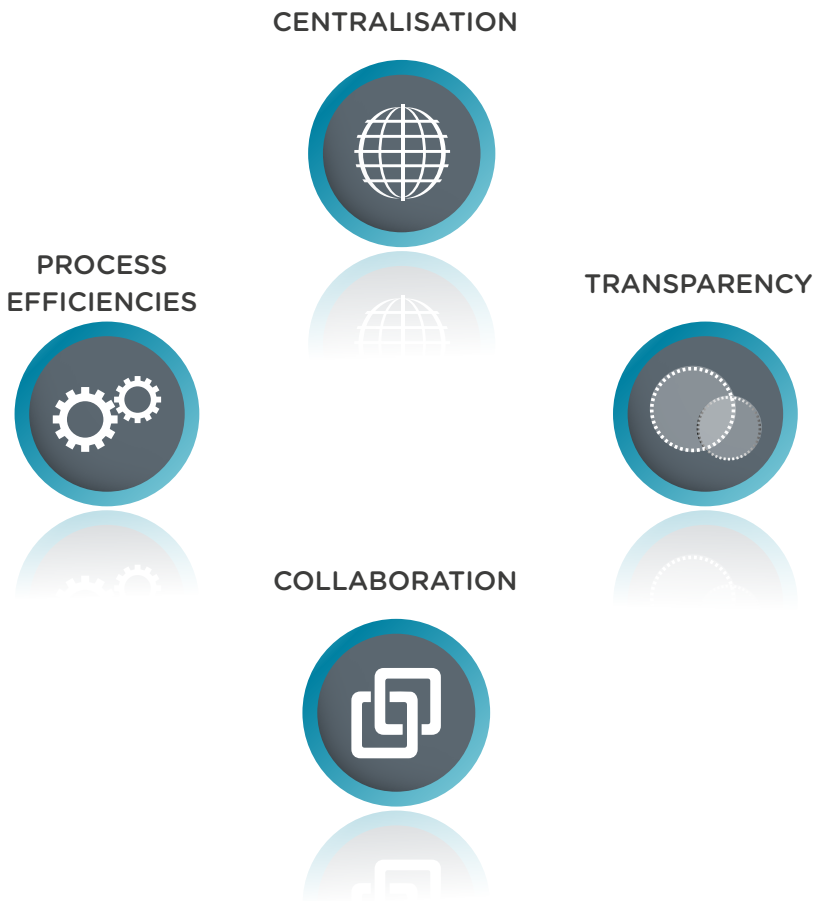 CENTRALISATION
PROCESS
EFFICIENCIES
TRANSPARENCY
COLLABORATION